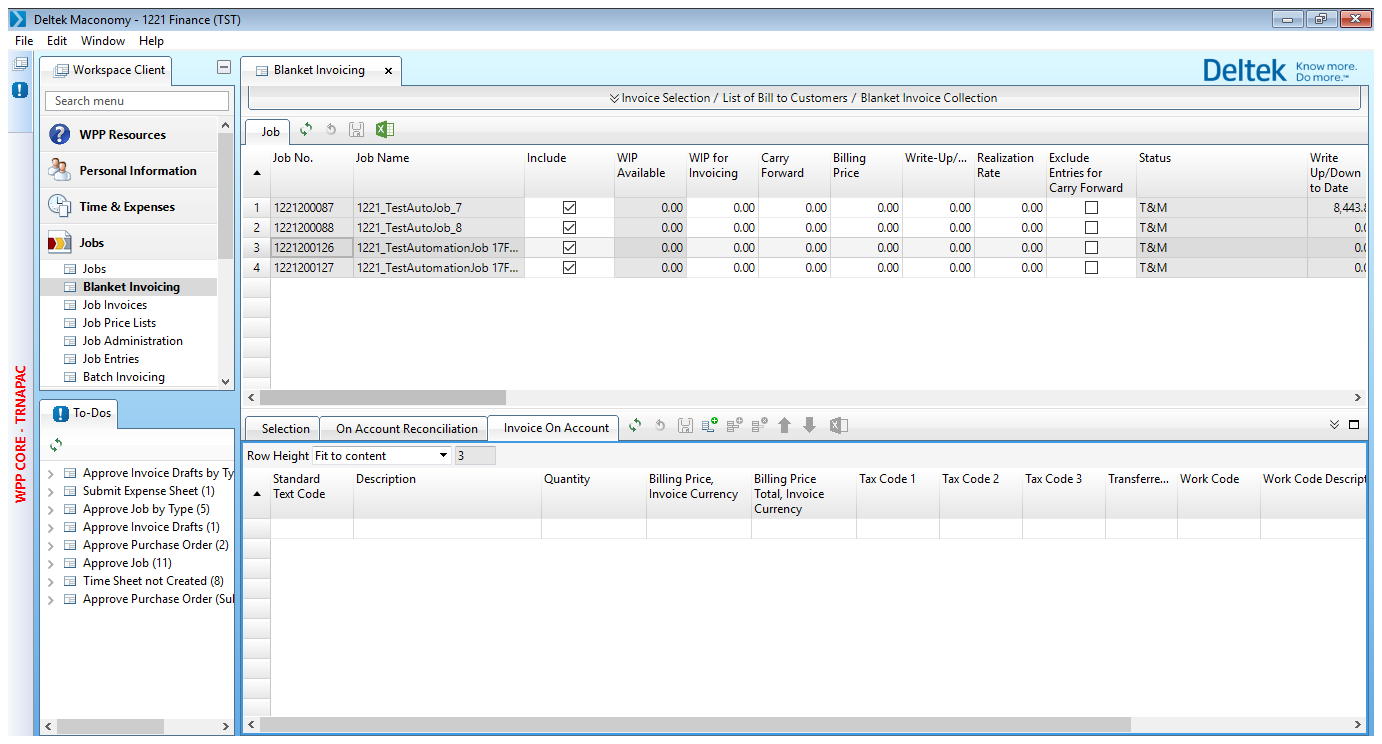 Deltek Maconomy - 1221 Finance (TST)
File Edit Window Help
Workspace Client
Search menu
WPP Resources
Personal Information
Time & Expenses
Jobs
Jobs
Blanket Invoicing
Job Invoices
Job Price Lists
Job Administration
Job Entries
Batch Invoicing
WPP CORE - TRNAPAC
To-Dos
Approve Invoice Drafts by Ty
Submit Expense Sheet (1)
Approve Job by Type (5)
Approve Invoice Drafts (1)
Approve Purchase Order (2)
Approve Job (11)
Time Sheet not Created (8)
Approve Purchase Order (Sul
Blanket Invoicing
Deltek Know more.
Do more.™
Invoice Selection / List of Bill to Customers / Blanket Invoice Collection
Job
Job No. Job Name Include WIP Available WIP for Invoicing Carry Forward Billing Price Write-Up/... Realization Rate Exclude Entries for Carry Forward Status Write Up/Down to Date
1 1221200087 1221_TestAutoJob_7 0.00 0.00 0.00 0.00 0.00 0.00 T&M 8,443.8
2 1221200088 1221_TestAutoJob_8 0.00 0.00 0.00 0.00 0.00 0.00 T&M 0.0
3 1221200126 1221_TestAutomationJob 17F... 0.00 0.00 0.00 0.00 0.00 0.00 T&M 0.0
4 1221200127 1221_TestAutomationJob 17F... 0.00 0.00 0.00 0.00 0.00 0.00 T&M 0.0
Selection On Account Reconciliation Invoice On Account
Row Height Fit to content 3
Standard Text Code Description Quantity Billing Price, Invoice Currency Billing Price Total, Invoice Currency Tax Code 1 Tax Code 2 Tax Code 3 Transferre... Work Code Work Code Descript